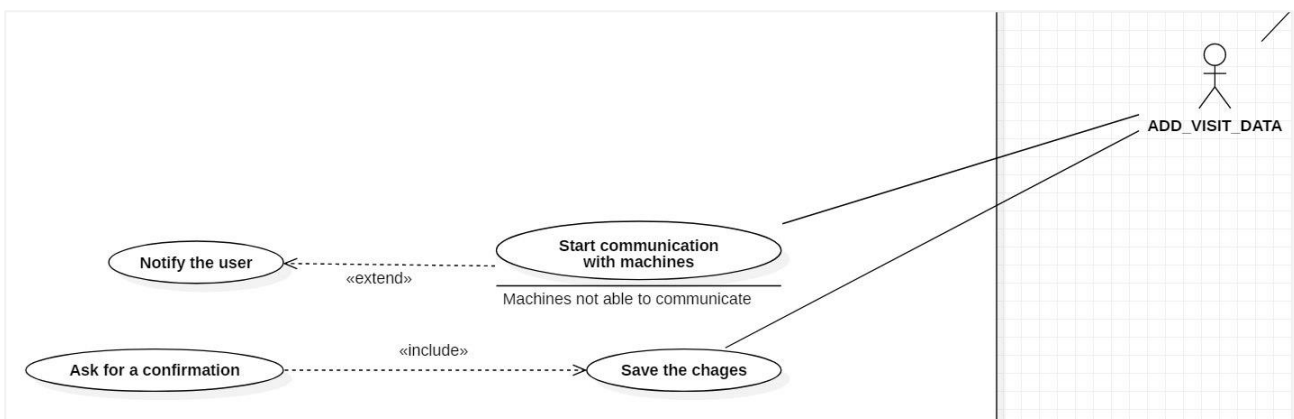 ADD_VISIT_DATA
Start communication
with machines
Notify the user
«extend»
Machines not able to communicate
«include»
Ask for a confirmation
Save the chages